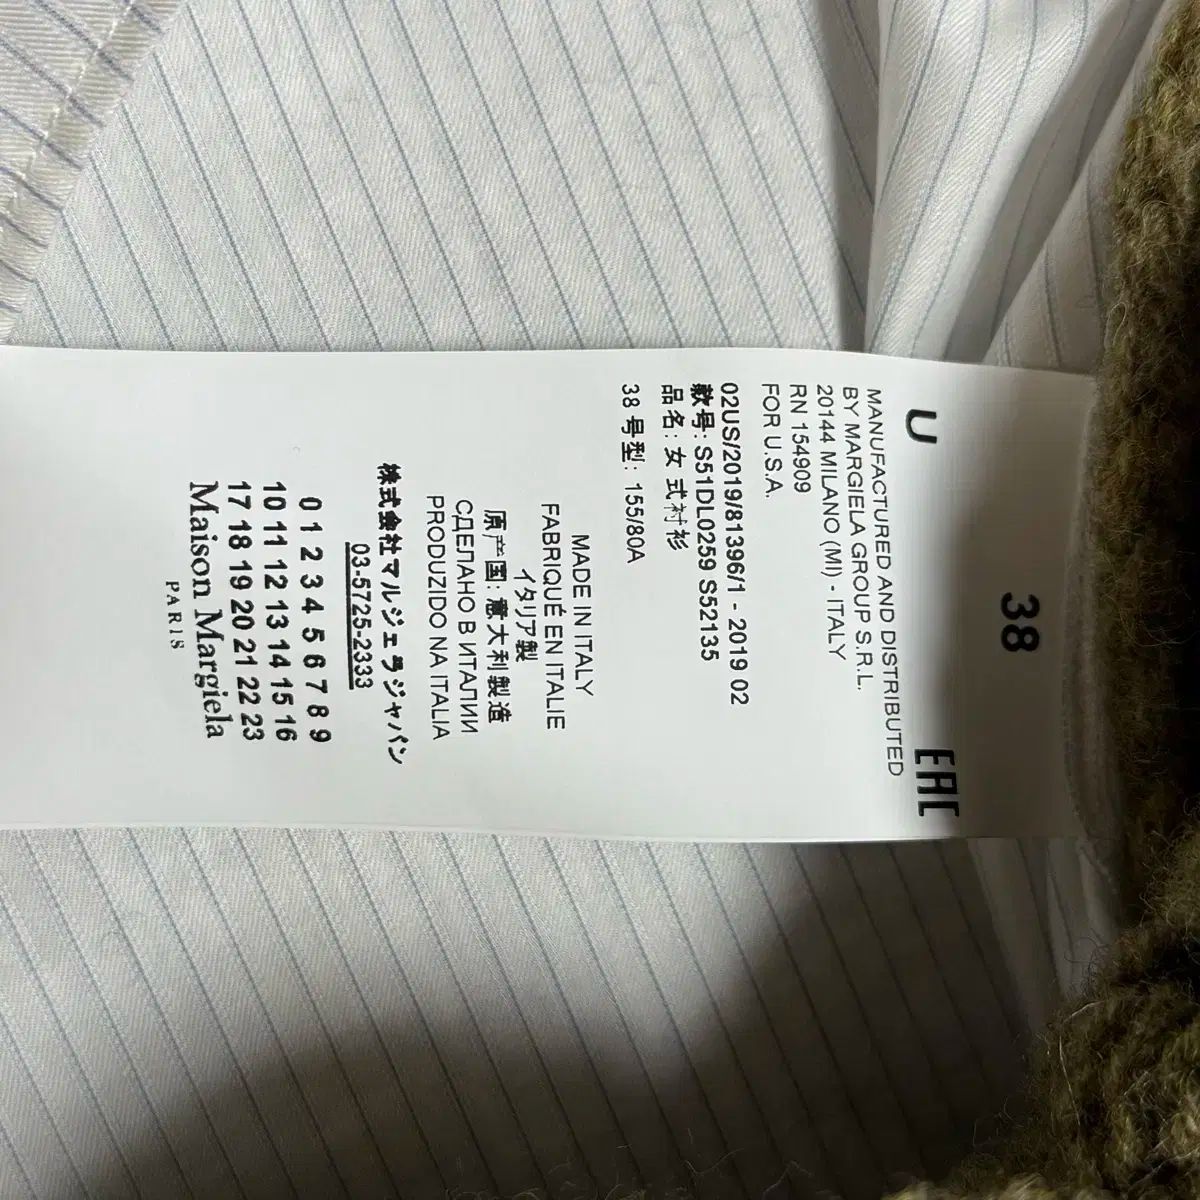 38
U EAC
MANUFACTURED AND DISTRIBUTED
BY MARGIELA GROUP S.R.L.
20144 MILANO (MI) - ITALY
RN 154909
FOR U.S.A.
02US/2019/81396/1 - 2019 02
款号: S51DL0259 S52135
品名: 女式衬衫
38 号型: 155/80A
MADE IN ITALY
FABRIQUÉ EN ITALIE
イタリア製
原产国: 意大利製造
СДЕЛАНО В ИТАЛИИ
PRODUZIDO NA ITALIA
株式会社マルジェラジャパン
03-5725-2333
0 1 2 3 4 5 6 7 8 9
10 11 12 13 14 15 16
17 18 19 20 21 22 23
Maison Margiela
PARIS